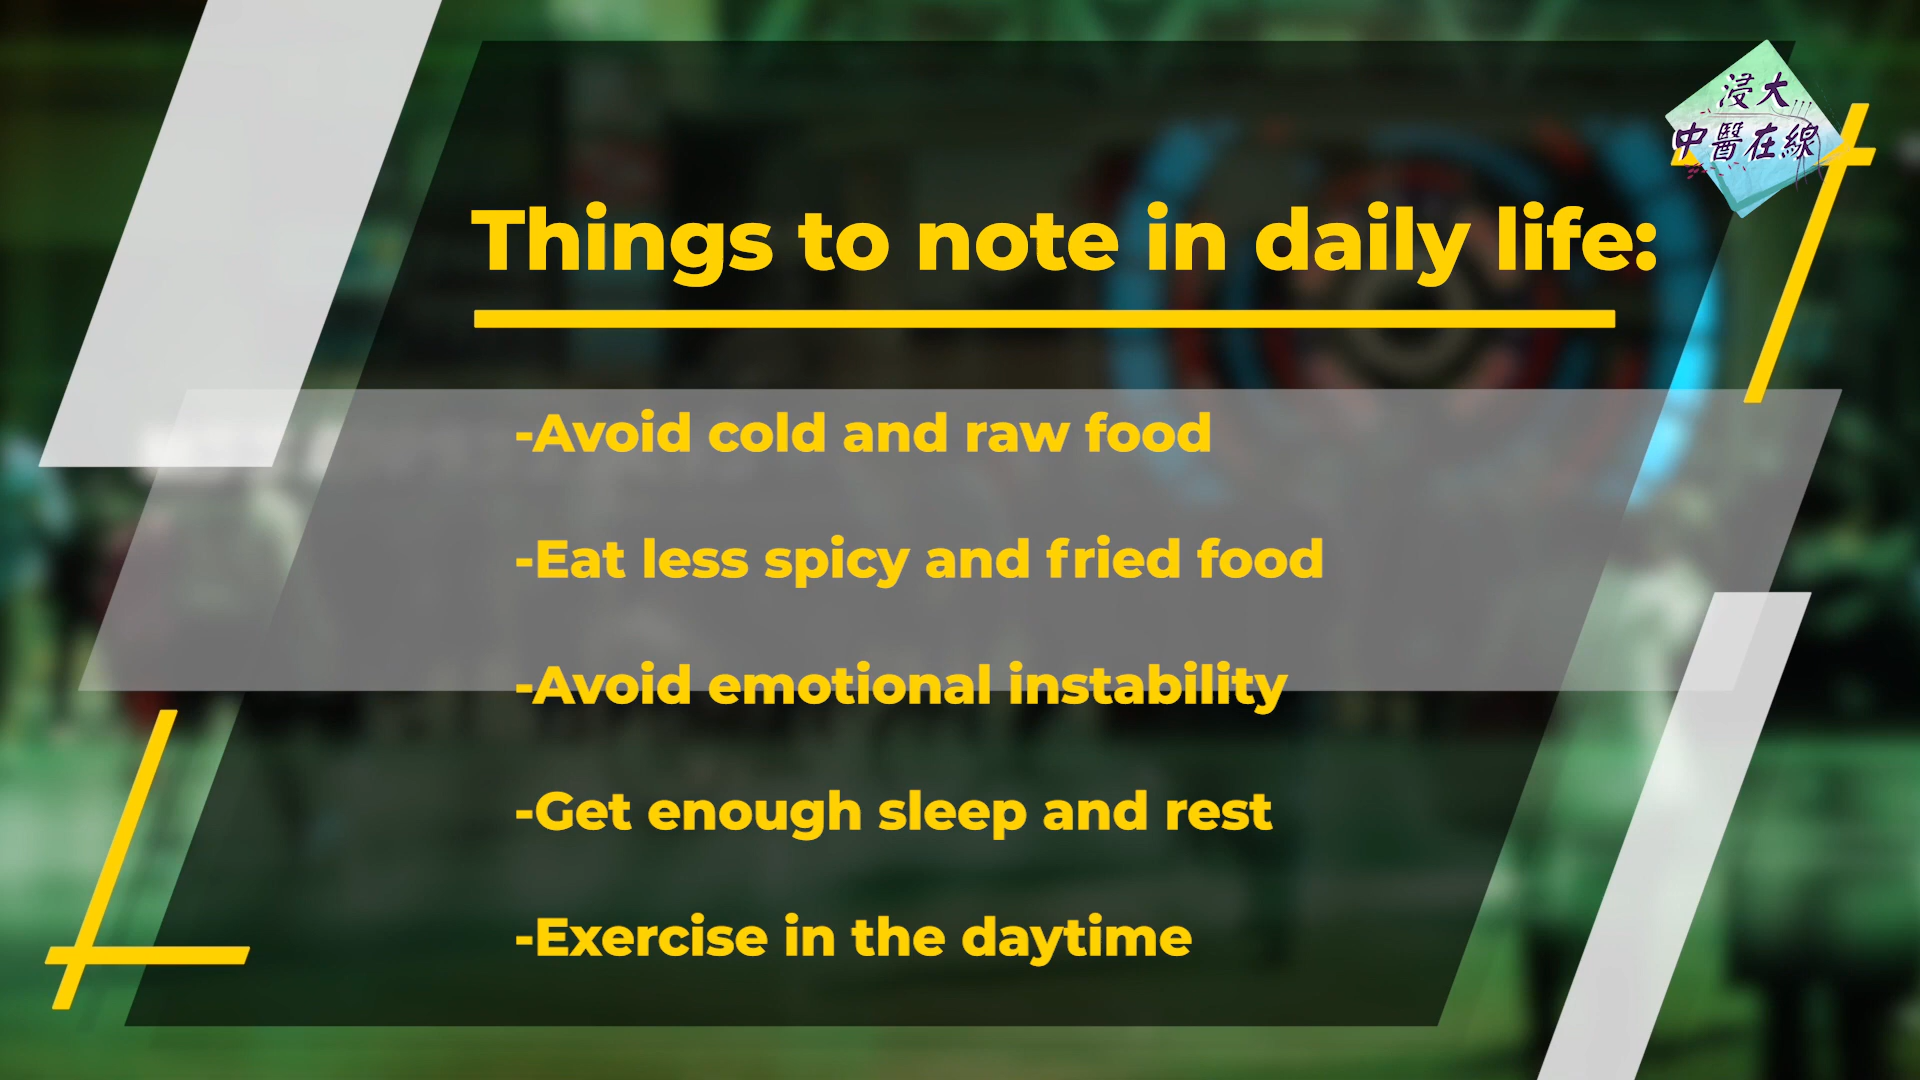 浸大
中醫在線
Things to note in daily life:
-Avoid cold and raw food
-Eat less spicy and fried food
-Avoid emotional instability
-Get enough sleep and rest
-Exercise in the daytime